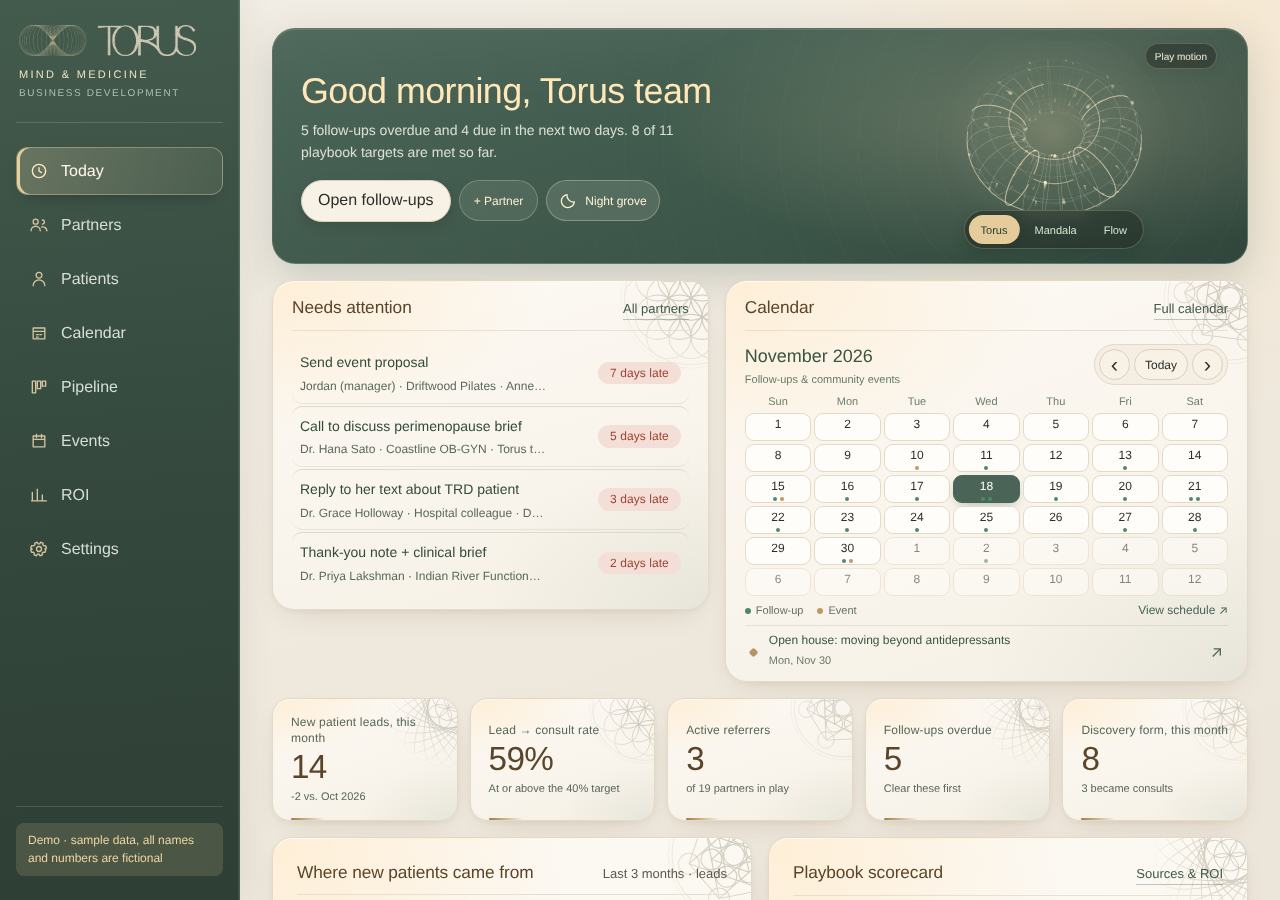 TORUS
MIND & MEDICINE
BUSINESS DEVELOPMENT
Today
Partners
Patients
Calendar
Pipeline
Events
ROI
Settings
Demo · sample data, all names
and numbers are fictional
Good morning, Torus team
5 follow-ups overdue and 4 due in the next two days. 8 of 11
playbook targets are met so far.
Open follow-ups
+ Partner
Night grove
Play motion
Torus Mandala Flow
Needs attention
All partners
Send event proposal
Jordan (manager) · Driftwood Pilates · Anne…
7 days late
Call to discuss perimenopause brief
Dr. Hana Sato · Coastline OB-GYN · Torus t…
5 days late
Reply to her text about TRD patient
Dr. Grace Holloway · Hospital colleague · D…
3 days late
Thank-you note + clinical brief
Dr. Priya Lakshman · Indian River Function…
2 days late
Calendar
Full calendar
November 2026
Follow-ups & community events
‹ Today ›
Sun Mon Tue Wed Thu Fri Sat
1 2 3 4 5 6 7
8 9 10 11 12 13 14
15 16 17 18 19 20 21
22 23 24 25 26 27 28
29 30 1 2 3 4 5
6 7 8 9 10 11 12
Follow-up Event
View schedule ↗
Open house: moving beyond antidepressants
Mon, Nov 30
New patient leads, this
month
14
-2 vs. Oct 2026
Lead → consult rate
59%
At or above the 40% target
Active referrers
3
of 19 partners in play
Follow-ups overdue
5
Clear these first
Discovery form, this month
8
3 became consults
Where new patients came from
Last 3 months · leads
Playbook scorecard
Sources & ROI